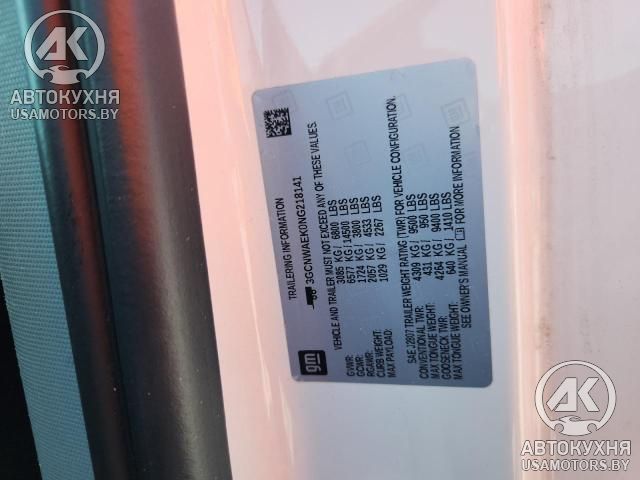 АВТОКУХНЯ
USAMOTORS.BY
АВТОКУХНЯ
USAMOTORS.BY
gm
TRAILERING INFORMATION
3GCNWAEK0NG218141
VEHICLE AND TRAILER MUST NOT EXCEED ANY OF THESE VALUES.
GVWR: 3085 KG/ 6800 LBS
GCWR: 6577 KG/ 14500 LBS
RGAWR: 1724 KG/ 3800 LBS
CURB WEIGHT: 2057 KG/ 4533 LBS
MAX PAYLOAD: 1029 KG/ 2267 LBS
SAE J2807 TRAILER WEIGHT RATING (TWR) FOR VEHICLE CONFIGURATION.
CONVENTIONAL TWR: 4309 KG/ 9500 LBS
MAX TONGUE WEIGHT: 431 KG/ 950 LBS
GOOSENECK TWR: 4264 KG/ 9400 LBS
MAX TONGUE WEIGHT: 640 KG/ 1410 LBS
SEE OWNER'S MANUAL FOR MORE INFORMATION
АВТОКУХНЯ
USAMOTORS.BY